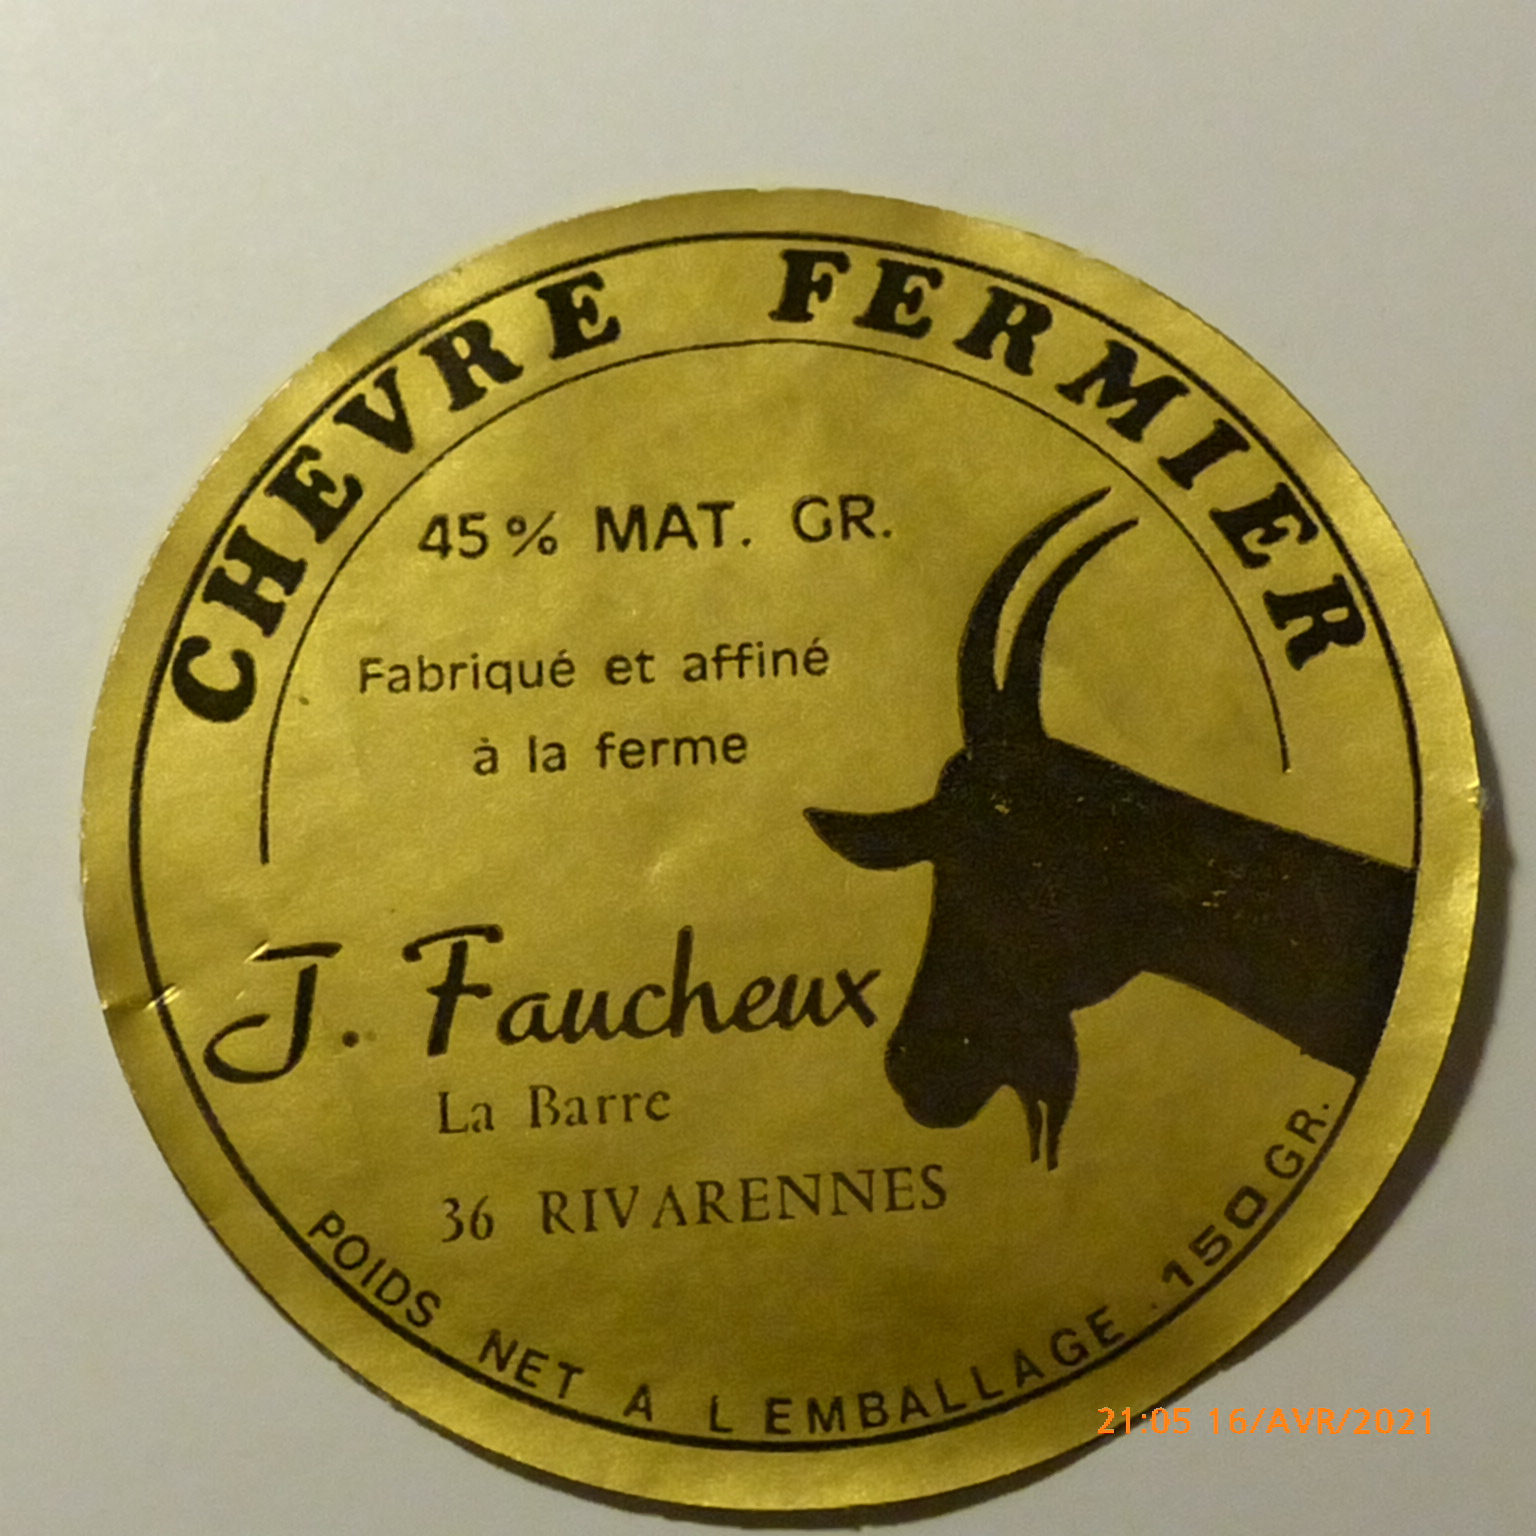 CHEVRE FERMIER
45% MAT. GR.
Fabriqué et affiné
à la ferme
J. Faucheux
La Barre
36 RIVARENNES
POIDS NET A L EMBALLAGE . 150 GR.
21:05 16/AVR/2021